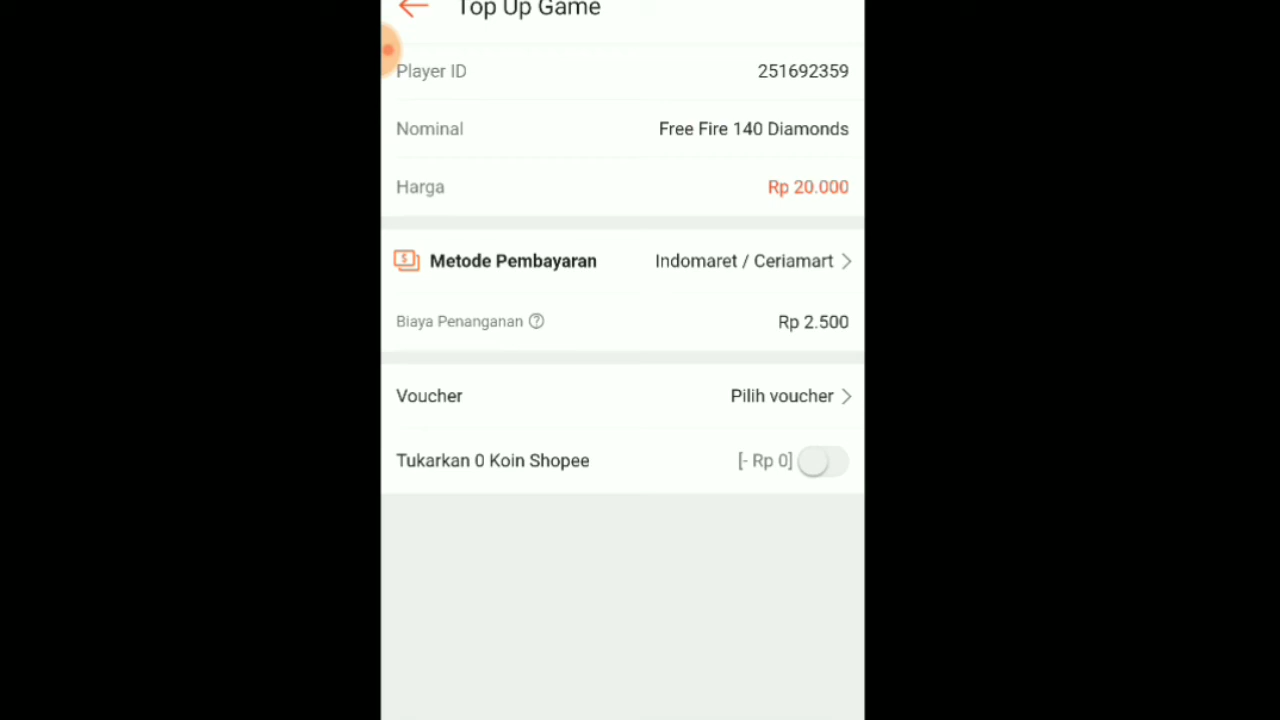 Top Up Game
Player ID 251692359
Nominal Free Fire 140 Diamonds
Harga Rp 20.000
Metode Pembayaran Indomaret / Ceriamart
Biaya Penanganan Rp 2.500
Voucher Pilih voucher
Tukarkan 0 Koin Shopee [- Rp 0]